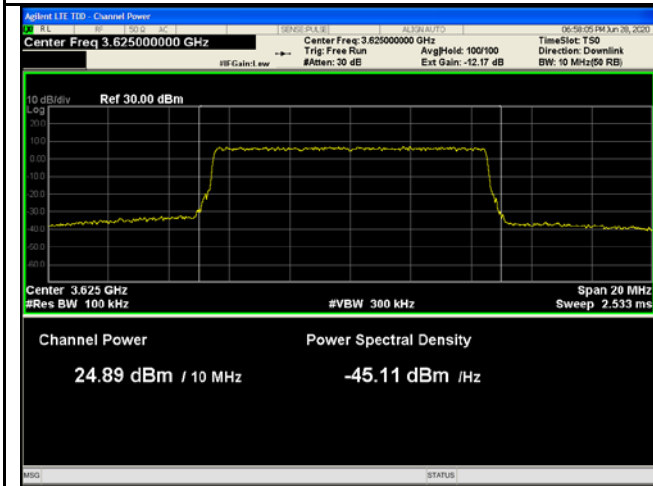 Agilent LTE TDD - Channel Power
RL RF 50 Ω AC SENSE:PULSE ALIGN AUTO 06:58:05 PM Jun 28, 2020
Center Freq 3.625000000 GHz Center Freq: 3.625000000 GHz TimeSlot: TS0
Trig: Free Run Avg|Hold: 100/100 Direction: Downlink
#IFGain:Low #Atten: 30 dB Ext Gain: -12.17 dB BW: 10 MHz(50 RB)
10 dB/div Ref 30.00 dBm
Log
20.0
10.0
0.00
-10.0
-20.0
-30.0
-40.0
-50.0
-60.0
Center 3.625 GHz Span 20 MHz
#Res BW 100 kHz #VBW 300 kHz Sweep 2.533 ms
Channel Power Power Spectral Density
24.89 dBm / 10 MHz -45.11 dBm /Hz
MSG STATUS